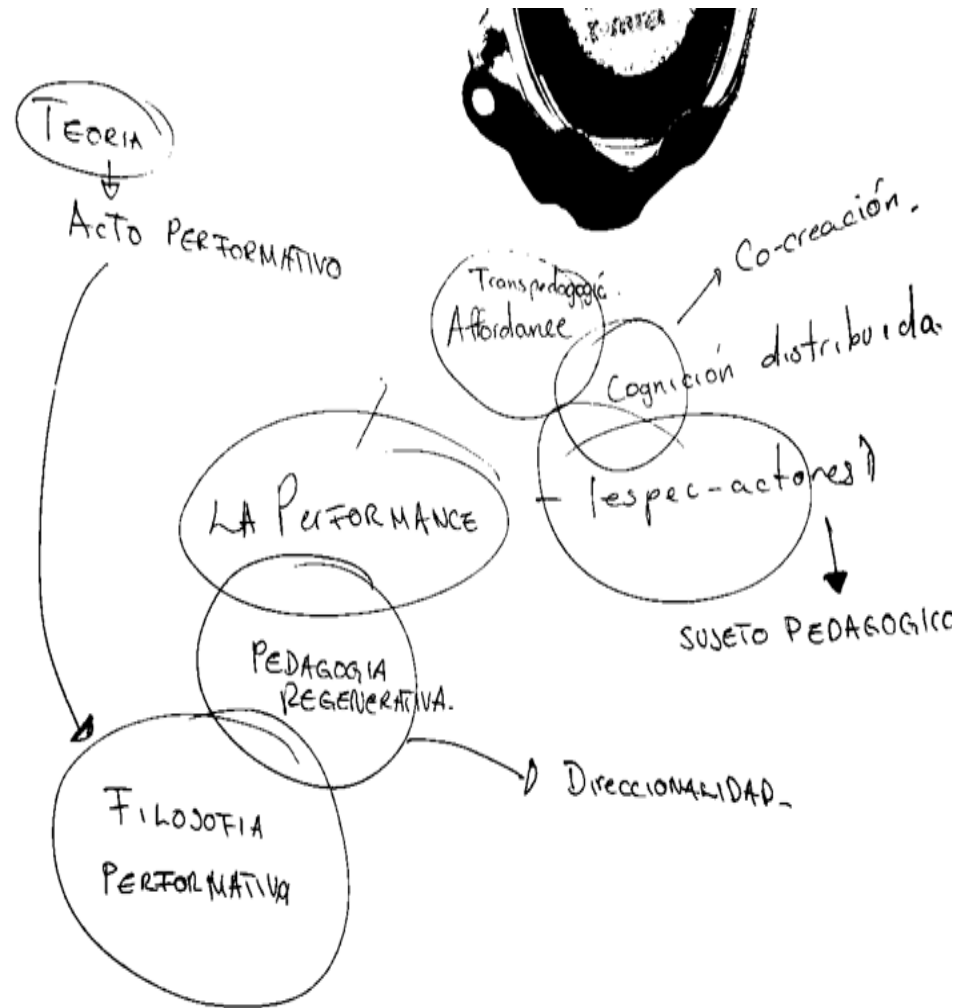 TEORIA
ACTO PERFORMATIVO
Co-creación.
Transpedagogic.
Affordance
Cognición distribuida.
LA PERFORMANCE
- [espec-actores]
SUJETO PEDAGOGICO
PEDAGOGIA
REGENERATIVA.
DIRECCIONALIDAD-
FILOSOFIA
PERFORMATIVA